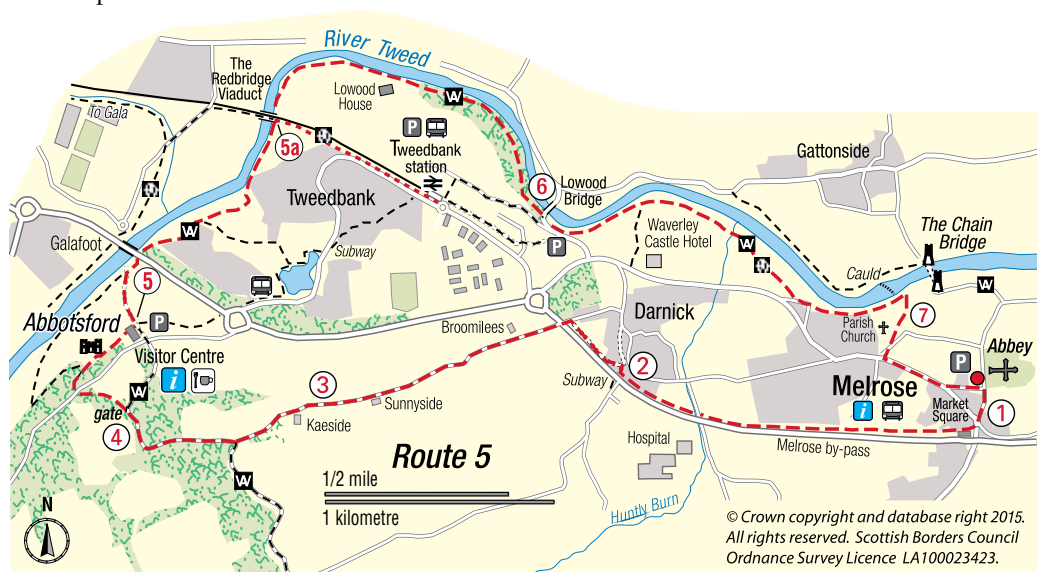 River Tweed
The
Redbridge
Viaduct
Lowood
House
W
To Gala
P
5a
Tweedbank
station
Gattonside
Tweedbank
6
Lowood
Bridge
W
Galafoot
Subway
P
Waverley
Castle Hotel
W
The Chain
Bridge
Cauld
W
5
Abbotsford
P
Broomilees
Darnick
Parish
Church
7
Visitor Centre
i
3
Subway
2
P
Abbey
Melrose
i
Market
Square
1
W
gate
4
Sunnyside
Kaeside
Melrose by-pass
Route 5
Hospital
W
1/2 mile
1 kilometre
Huntly Burn
N
© Crown copyright and database right 2015.
All rights reserved. Scottish Borders Council
Ordnance Survey Licence LA100023423.